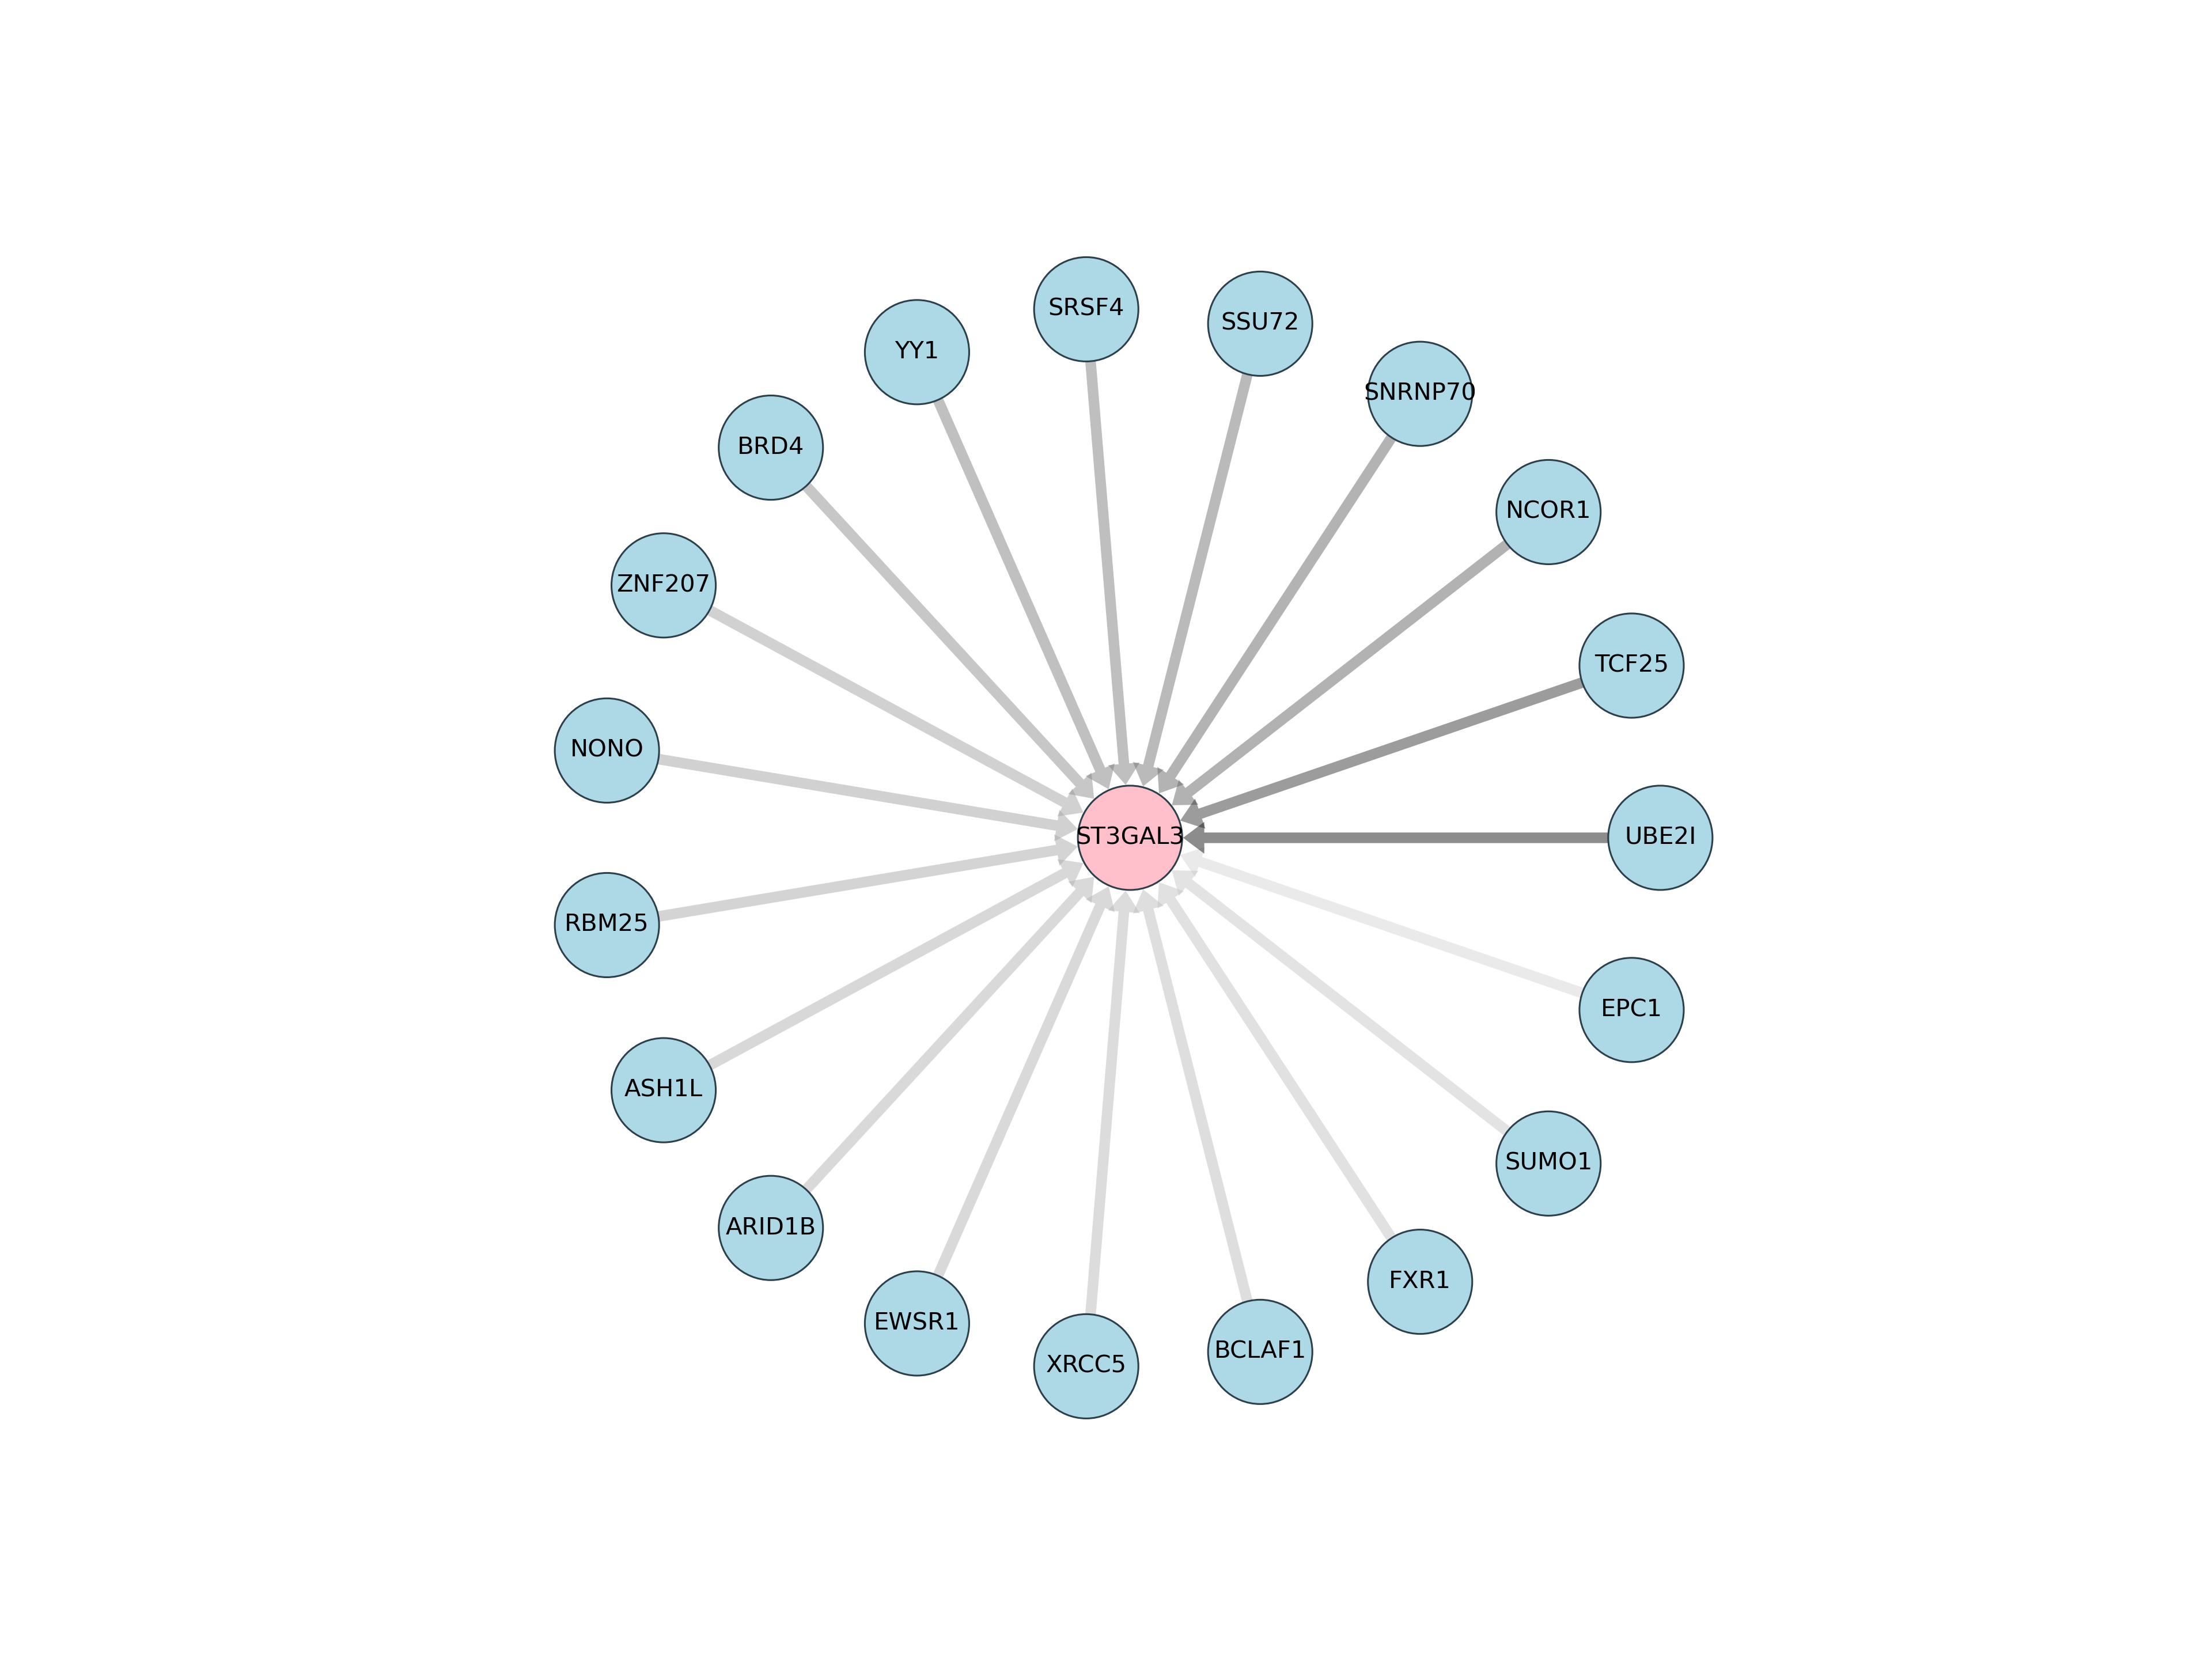 SRSF4
SSU72
YY1
SNRNP70
BRD4
NCOR1
ZNF207
TCF25
NONO
ST3GAL3
UBE2I
RBM25
EPC1
ASH1L
SUMO1
ARID1B
FXR1
EWSR1
BCLAF1
XRCC5